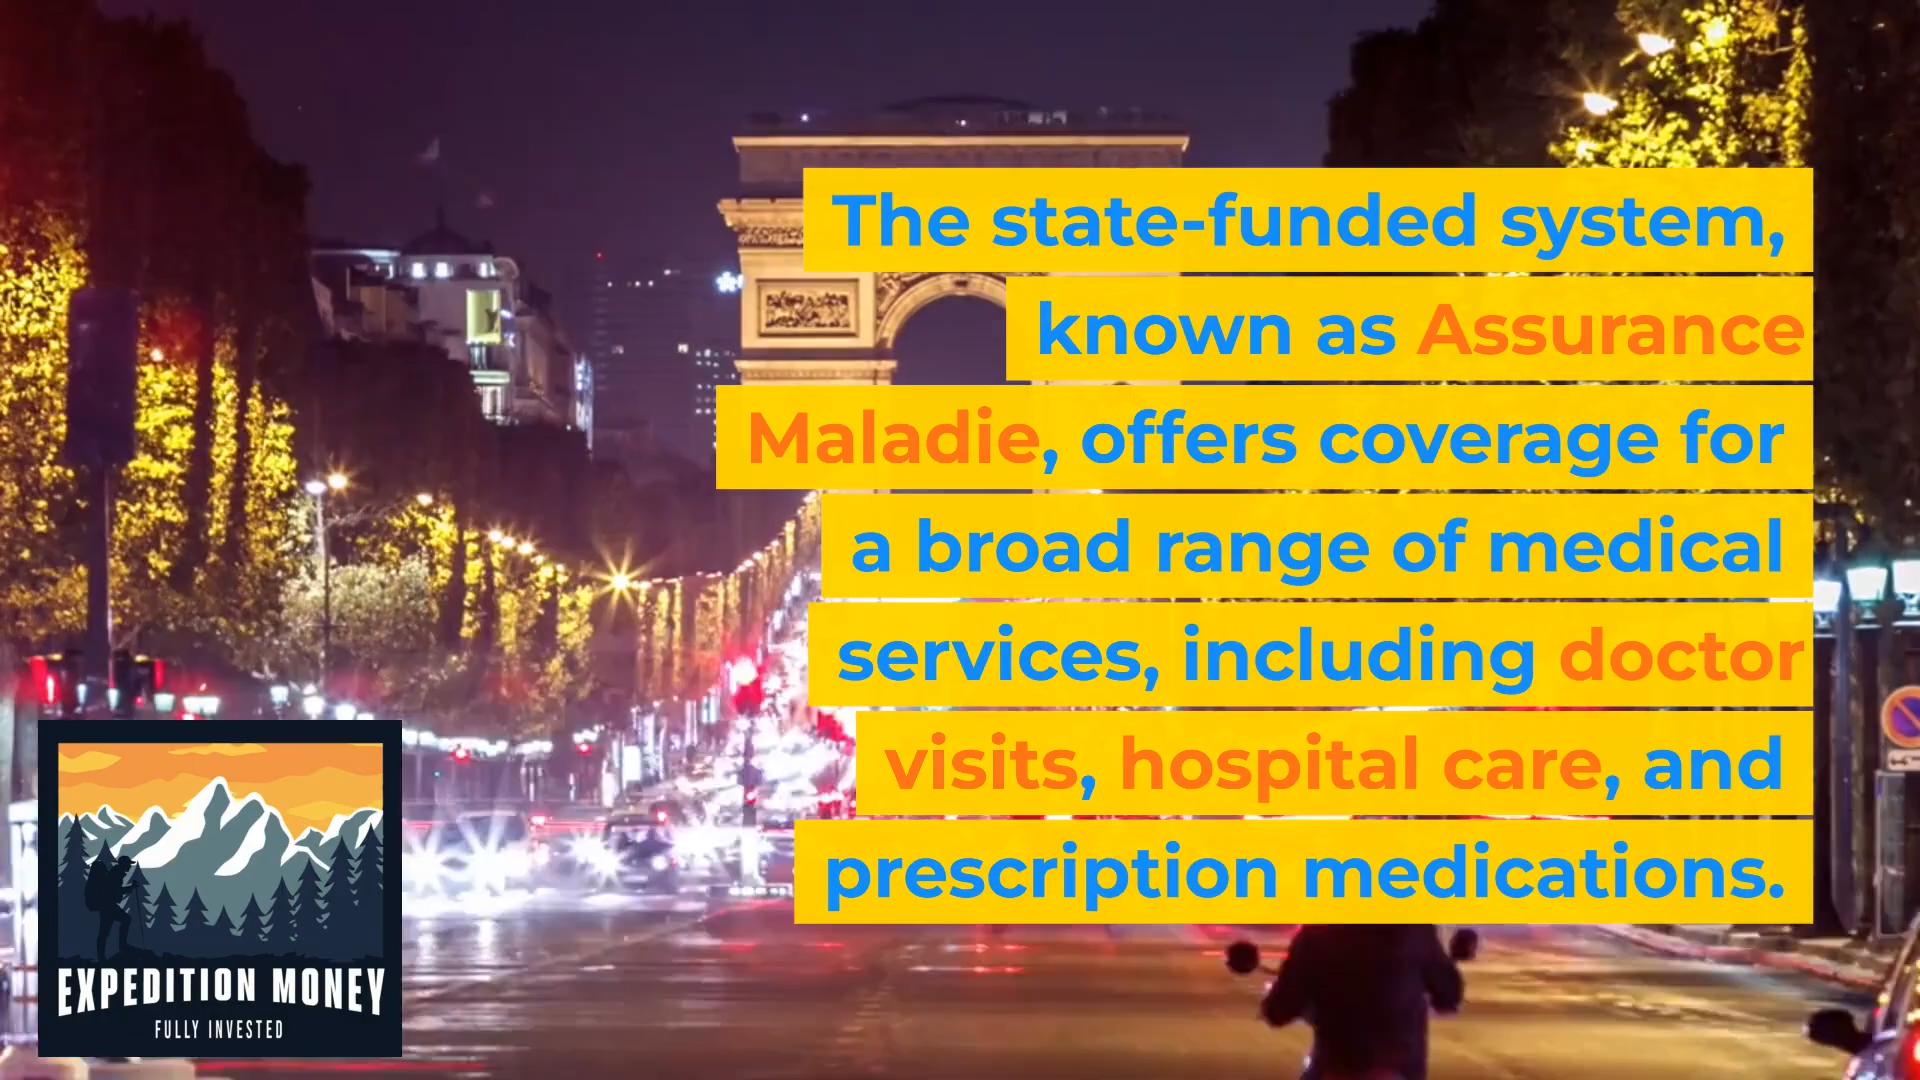 The state-funded system,
known as Assurance
Maladie, offers coverage for
a broad range of medical
services, including doctor
visits, hospital care, and
prescription medications.
EXPEDITION MONEY
FULLY INVESTED